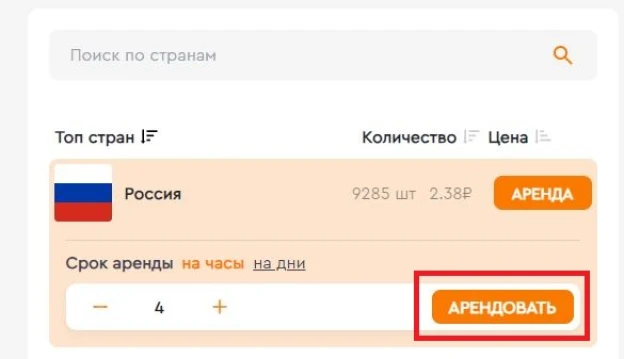 Поиск по странам
Топ стран Количество Цена
Россия 9285 шт 2.38₽ АРЕНДА
Срок аренды на часы на дни
− 4 + АРЕНДОВАТЬ